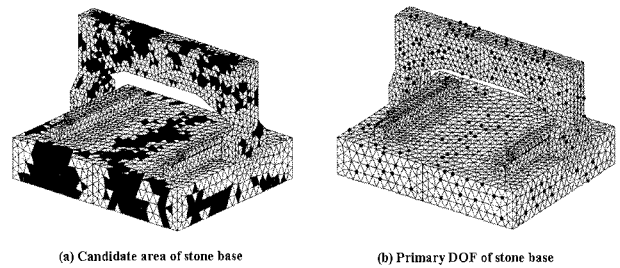 (a) Candidate area of stone base
(b) Primary DOF of stone base